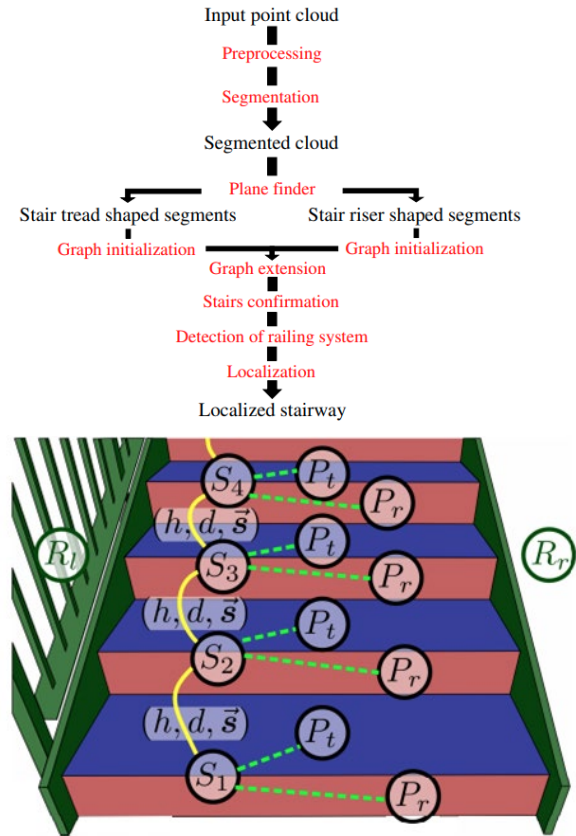 Input point cloud
Preprocessing
Segmentation
Segmented cloud
Plane finder
Stair tread shaped segments Stair riser shaped segments
Graph initialization Graph initialization
Graph extension
Stairs confirmation
Detection of railing system
Localization
Localized stairway
S₄ Pₜ
Pᵣ
(h, d, s⃗)
Rₗ S₃ Pₜ Rᵣ
Pᵣ
(h, d, s⃗)
S₂ Pₜ
Pᵣ
(h, d, s⃗) Pₜ
S₁
Pᵣ